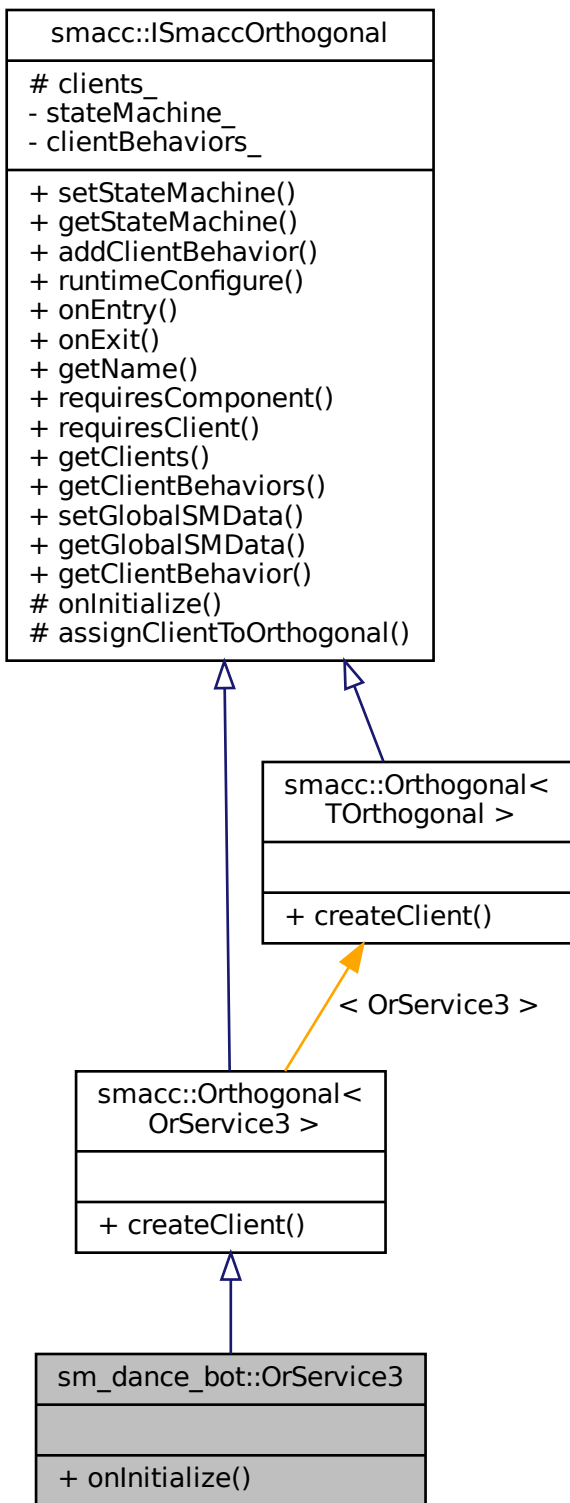 smacc::ISmaccOrthogonal
# clients_
- stateMachine_
- clientBehaviors_
+ setStateMachine()
+ getStateMachine()
+ addClientBehavior()
+ runtimeConfigure()
+ onEntry()
+ onExit()
+ getName()
+ requiresComponent()
+ requiresClient()
+ getClients()
+ getClientBehaviors()
+ setGlobalSMData()
+ getGlobalSMData()
+ getClientBehavior()
# onInitialize()
# assignClientToOrthogonal()
smacc::Orthogonal<
TOrthogonal >
+ createClient()
< OrService3 >
smacc::Orthogonal<
OrService3 >
+ createClient()
sm_dance_bot::OrService3
+ onInitialize()